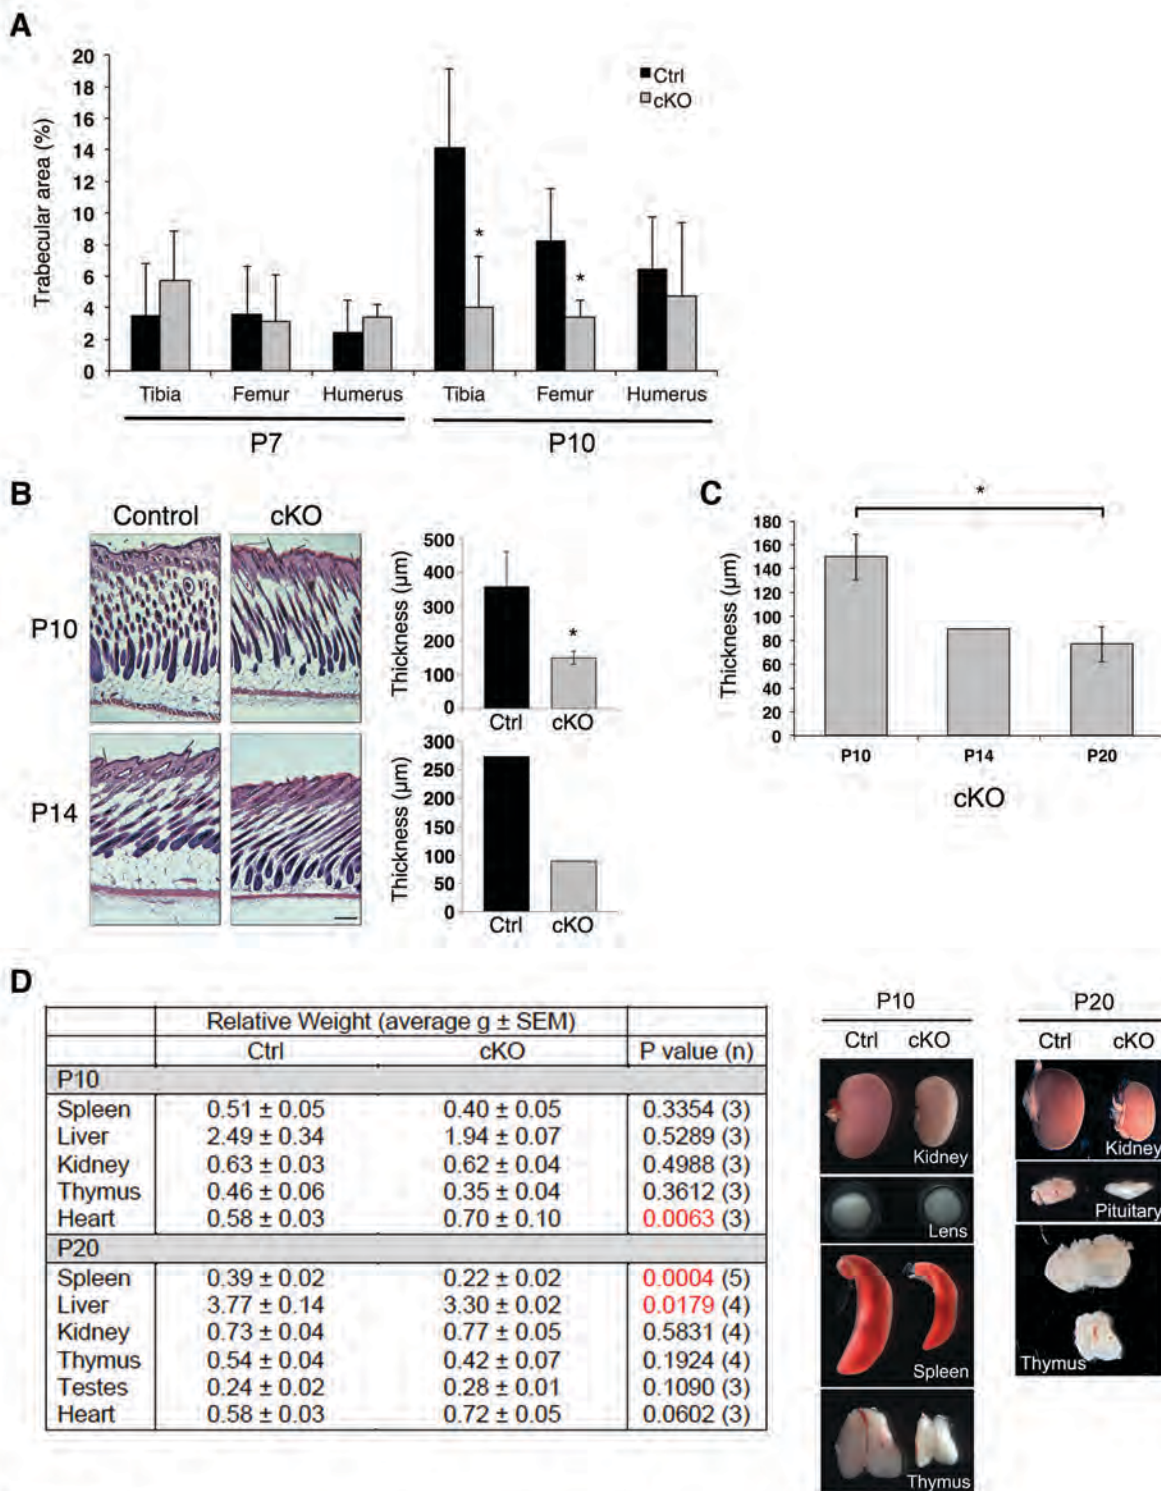 A
20
18
16
14
12
10
8
6
4
2
0
Trabecular area (%)
Ctrl
cKO
*
*
Tibia Femur Humerus Tibia Femur Humerus
P7 P10
B
Control cKO
P10
P14
500
400
300
200
100
0
Thickness (µm)
*
Ctrl cKO
300
250
200
150
100
50
0
Thickness (µm)
Ctrl cKO
C
*
180
160
140
120
100
80
60
40
20
0
Thickness (µm)
P10 P14 P20
cKO
D
Relative Weight (average g ± SEM)
Ctrl cKO P value (n)
P10
Spleen 0.51 ± 0.05 0.40 ± 0.05 0.3354 (3)
Liver 2.49 ± 0.34 1.94 ± 0.07 0.5289 (3)
Kidney 0.63 ± 0.03 0.62 ± 0.04 0.4988 (3)
Thymus 0.46 ± 0.06 0.35 ± 0.04 0.3612 (3)
Heart 0.58 ± 0.03 0.70 ± 0.10 0.0063 (3)
P20
Spleen 0.39 ± 0.02 0.22 ± 0.02 0.0004 (5)
Liver 3.77 ± 0.14 3.30 ± 0.02 0.0179 (4)
Kidney 0.73 ± 0.04 0.77 ± 0.05 0.5831 (4)
Thymus 0.54 ± 0.04 0.42 ± 0.07 0.1924 (4)
Testes 0.24 ± 0.02 0.28 ± 0.01 0.1090 (3)
Heart 0.58 ± 0.03 0.72 ± 0.05 0.0602 (3)
P10
Ctrl cKO
Kidney
Lens
Spleen
Thymus
P20
Ctrl cKO
Kidney
Pituitary
Thymus